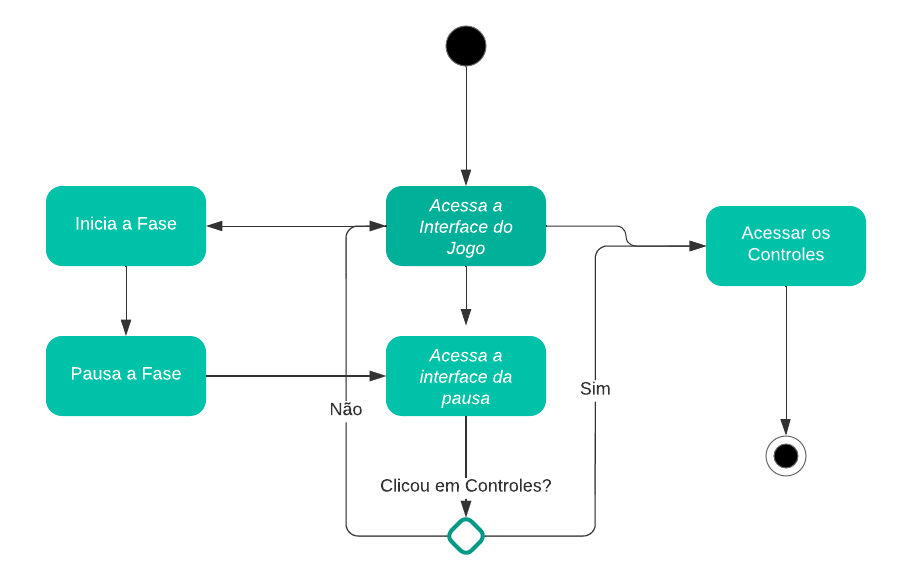 Inicia a Fase
Acessa a
Interface do
Jogo
Acessar os
Controles
Pausa a Fase
Acessa a
interface da
pausa
Sim
Não
Clicou em Controles?